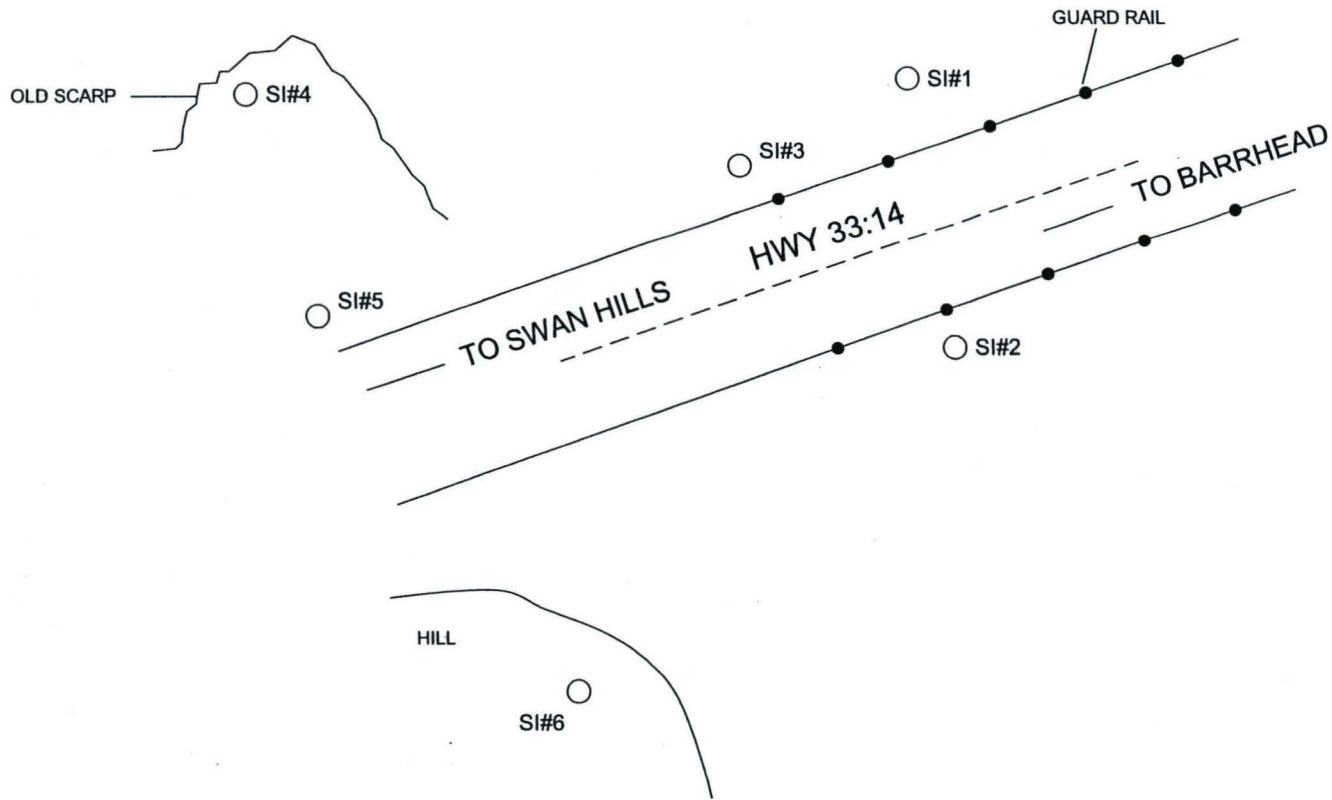 GUARD RAIL
SI#1
OLD SCARP
SI#4
SI#3
TO BARRHEAD
HWY 33:14
SI#5
TO SWAN HILLS
SI#2
HILL
SI#6